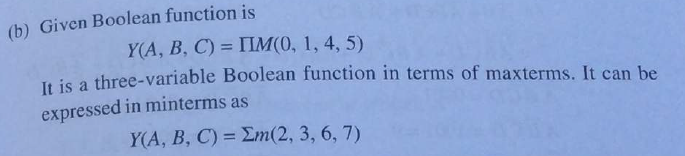 (b) Given Boolean function is
Y(A, B, C) = ΠM(0, 1, 4, 5)
It is a three-variable Boolean function in terms of maxterms. It can be
expressed in minterms as
Y(A, B, C) = Σm(2, 3, 6, 7)